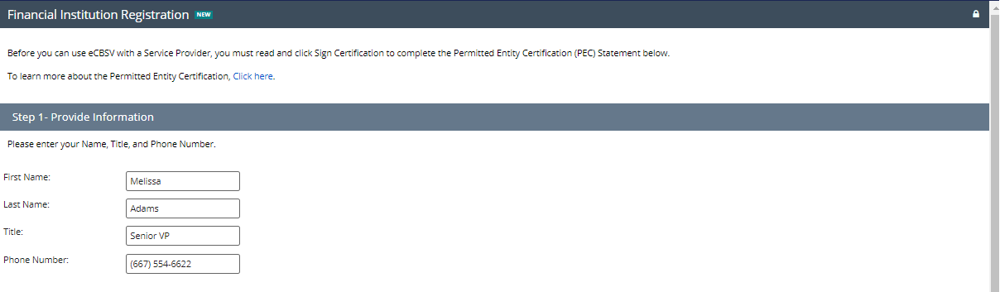 Financial Institution Registration NEW
Before you can use eCBSV with a Service Provider, you must read and click Sign Certification to complete the Permitted Entity Certification (PEC) Statement below.
To learn more about the Permitted Entity Certification, Click here.
Step 1- Provide Information
Please enter your Name, Title, and Phone Number.
First Name: Melissa
Last Name: Adams
Title: Senior VP
Phone Number: (667) 554-6622